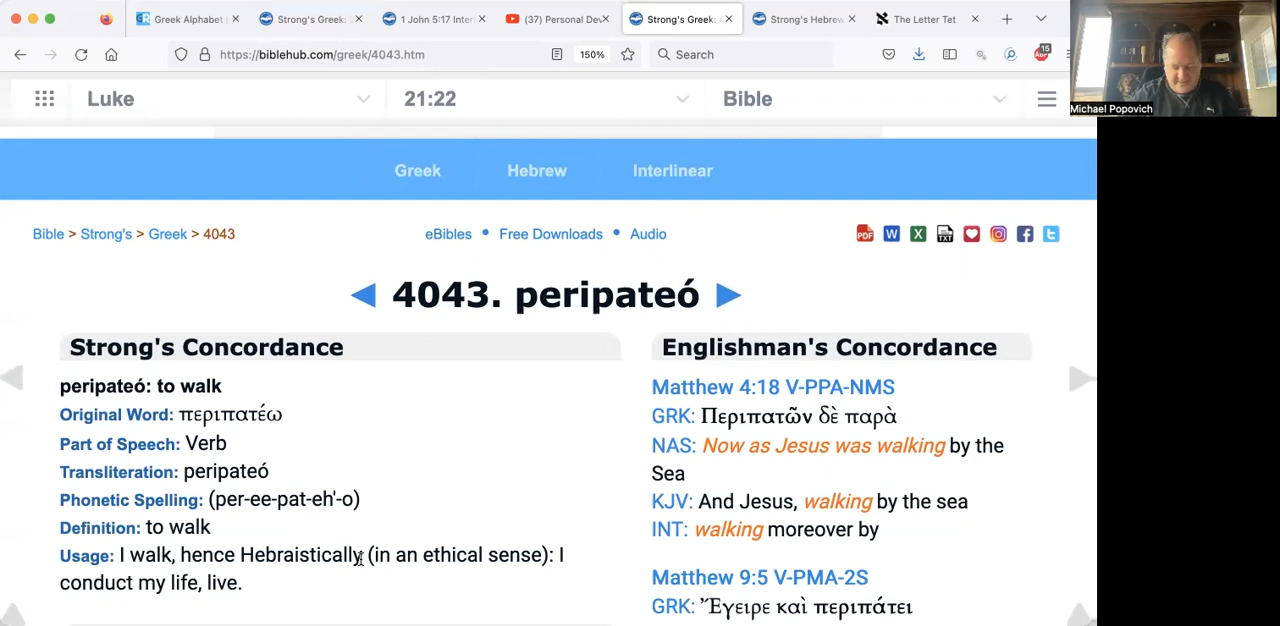 Greek Alphabet |
Strong's Greek:
1 John 5:17 Inter
(37) Personal Dev
Strong's Greek:
Strong's Hebrew
The Letter Tet
https://biblehub.com/greek/4043.htm
150%
Search
15
Luke
21:22
Bible
Michael Popovich
Greek
Hebrew
Interlinear
Bible > Strong's > Greek > 4043
eBibles • Free Downloads • Audio
PDF W X TXT
4043. peripateó
Strong's Concordance
peripateó: to walk
Original Word: περιπατέω
Part of Speech: Verb
Transliteration: peripateó
Phonetic Spelling: (per-ee-pat-eh'-o)
Definition: to walk
Usage: I walk, hence Hebraistically (in an ethical sense): I
conduct my life, live.
Englishman's Concordance
Matthew 4:18 V-PPA-NMS
GRK: Περιπατῶν δὲ παρὰ
NAS: Now as Jesus was walking by the
Sea
KJV: And Jesus, walking by the sea
INT: walking moreover by
Matthew 9:5 V-PMA-2S
GRK: Ἔγειρε καὶ περιπάτει